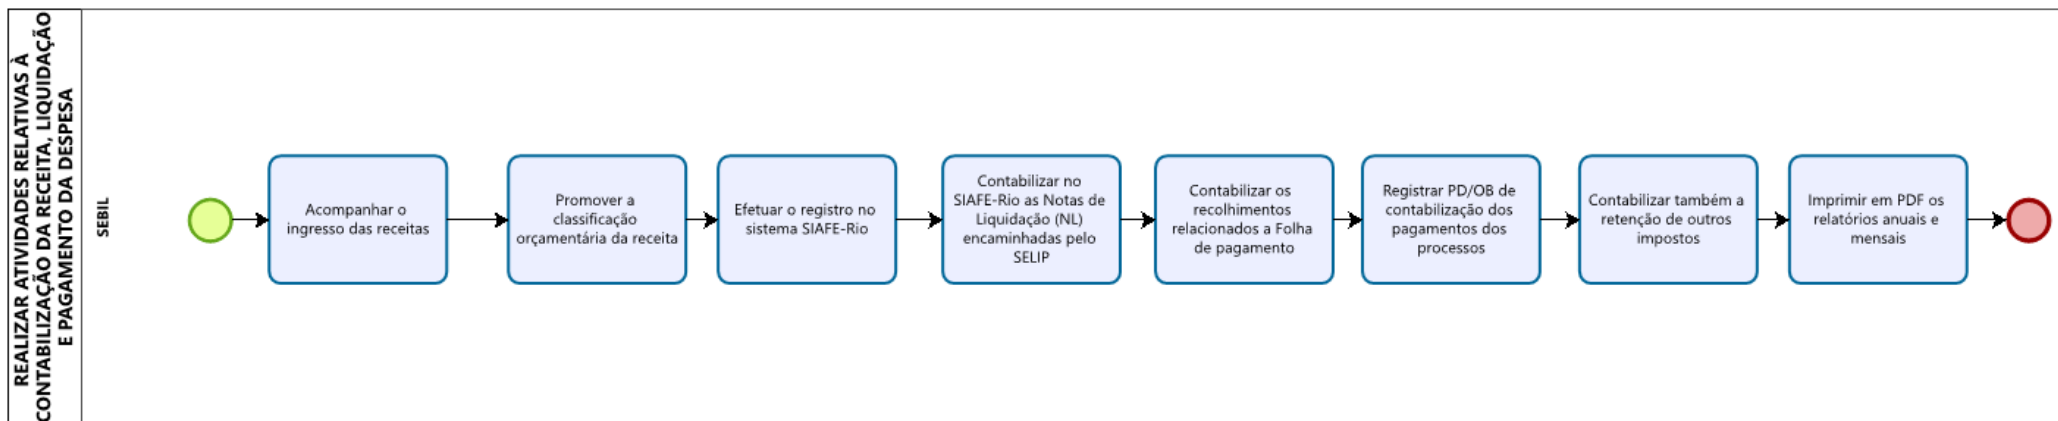 REALIZAR ATIVIDADES RELATIVAS À
CONTABILIZAÇÃO DA RECEITA, LIQUIDAÇÃO
E PAGAMENTO DA DESPESA
SEBIL
Acompanhar o
ingresso das receitas
Promover a
classificação
orçamentária da receita
Efetuar o registro no
sistema SIAFE-Rio
Contabilizar no
SIAFE-Rio as Notas de
Liquidação (NL)
encaminhadas pelo
SELIP
Contabilizar os
recolhimentos
relacionados a Folha
de pagamento
Registrar PD/OB de
contabilização dos
pagamentos dos
processos
Contabilizar também a
retenção de outros
impostos
Imprimir em PDF os
relatórios anuais e
mensais